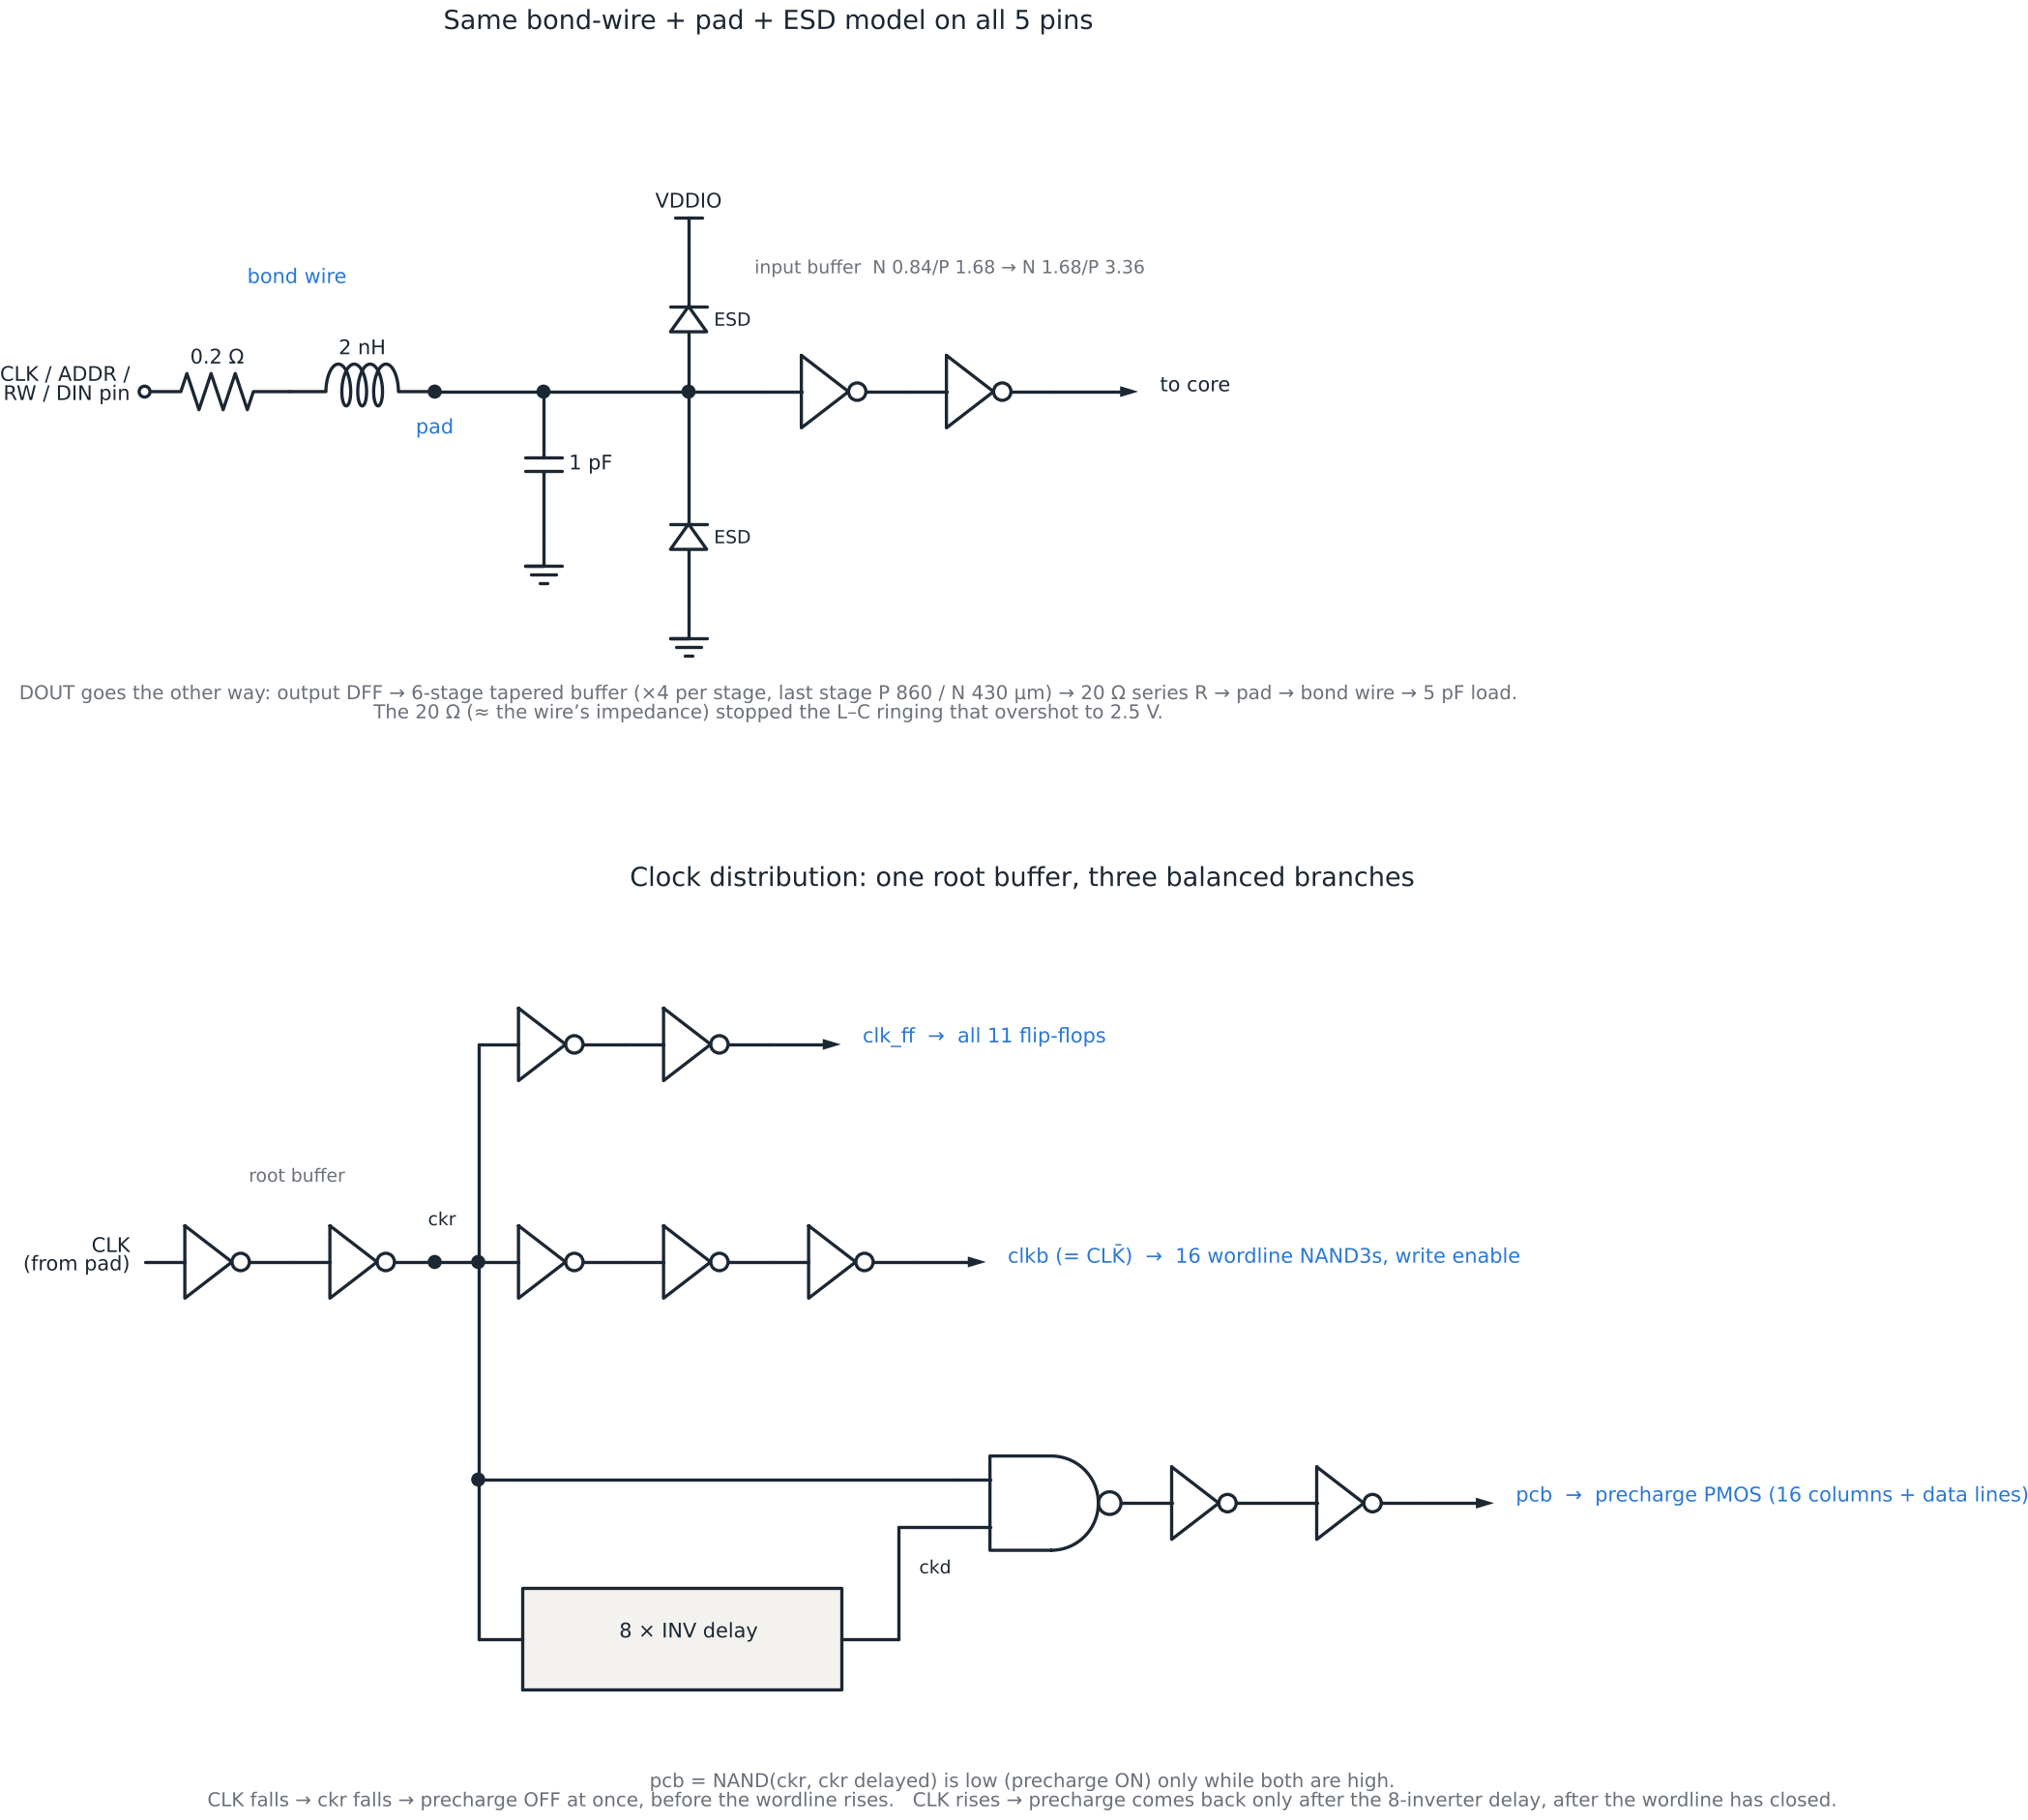 Same bond-wire + pad + ESD model on all 5 pins
VDDIO
input buffer  N 0.84/P 1.68 → N 1.68/P 3.36
bond wire
ESD
0.2 Ω
2 nH
CLK / ADDR /
RW / DIN pin
to core
pad
1 pF
ESD
DOUT goes the other way: output DFF → 6-stage tapered buffer (×4 per stage, last stage P 860 / N 430 µm) → 20 Ω series R → pad → bond wire → 5 pF load.
The 20 Ω (≈ the wire’s impedance) stopped the L–C ringing that overshot to 2.5 V.
Clock distribution: one root buffer, three balanced branches
clk_ff  →  all 11 flip-flops
root buffer
ckr
CLK
(from pad)
clkb (= CLK̄)  →  16 wordline NAND3s, write enable
pcb  →  precharge PMOS (16 columns + data lines)
ckd
8 × INV delay
pcb = NAND(ckr, ckr delayed) is low (precharge ON) only while both are high.
CLK falls → ckr falls → precharge OFF at once, before the wordline rises.   CLK rises → precharge comes back only after the 8-inverter delay, after the wordline has closed.